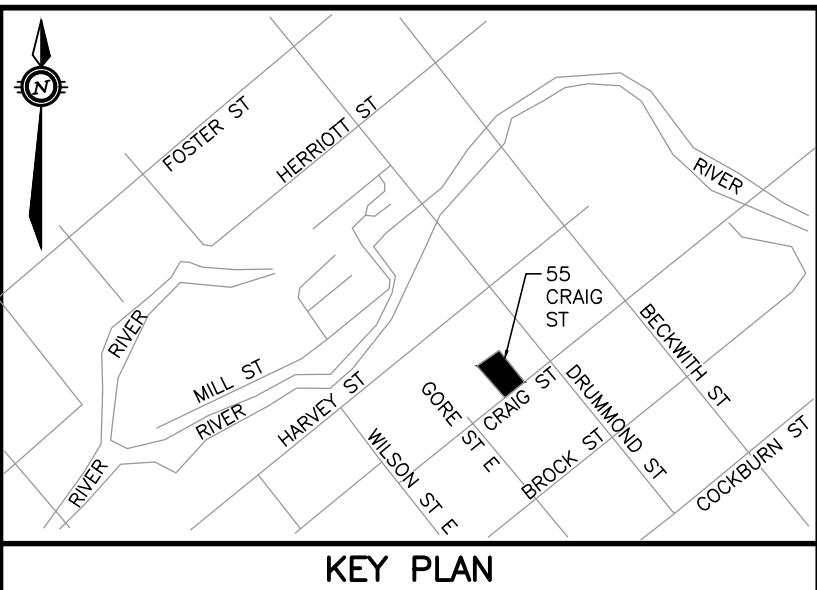 N
FOSTER ST
HERRIOTT ST
RIVER
55
CRAIG
ST
RIVER
BECKWITH ST
MILL ST
RIVER
HARVEY ST
GORE ST E
CRAIG ST
DRUMMOND ST
WILSON ST E
BROCK ST
COCKBURN ST
RIVER
KEY PLAN